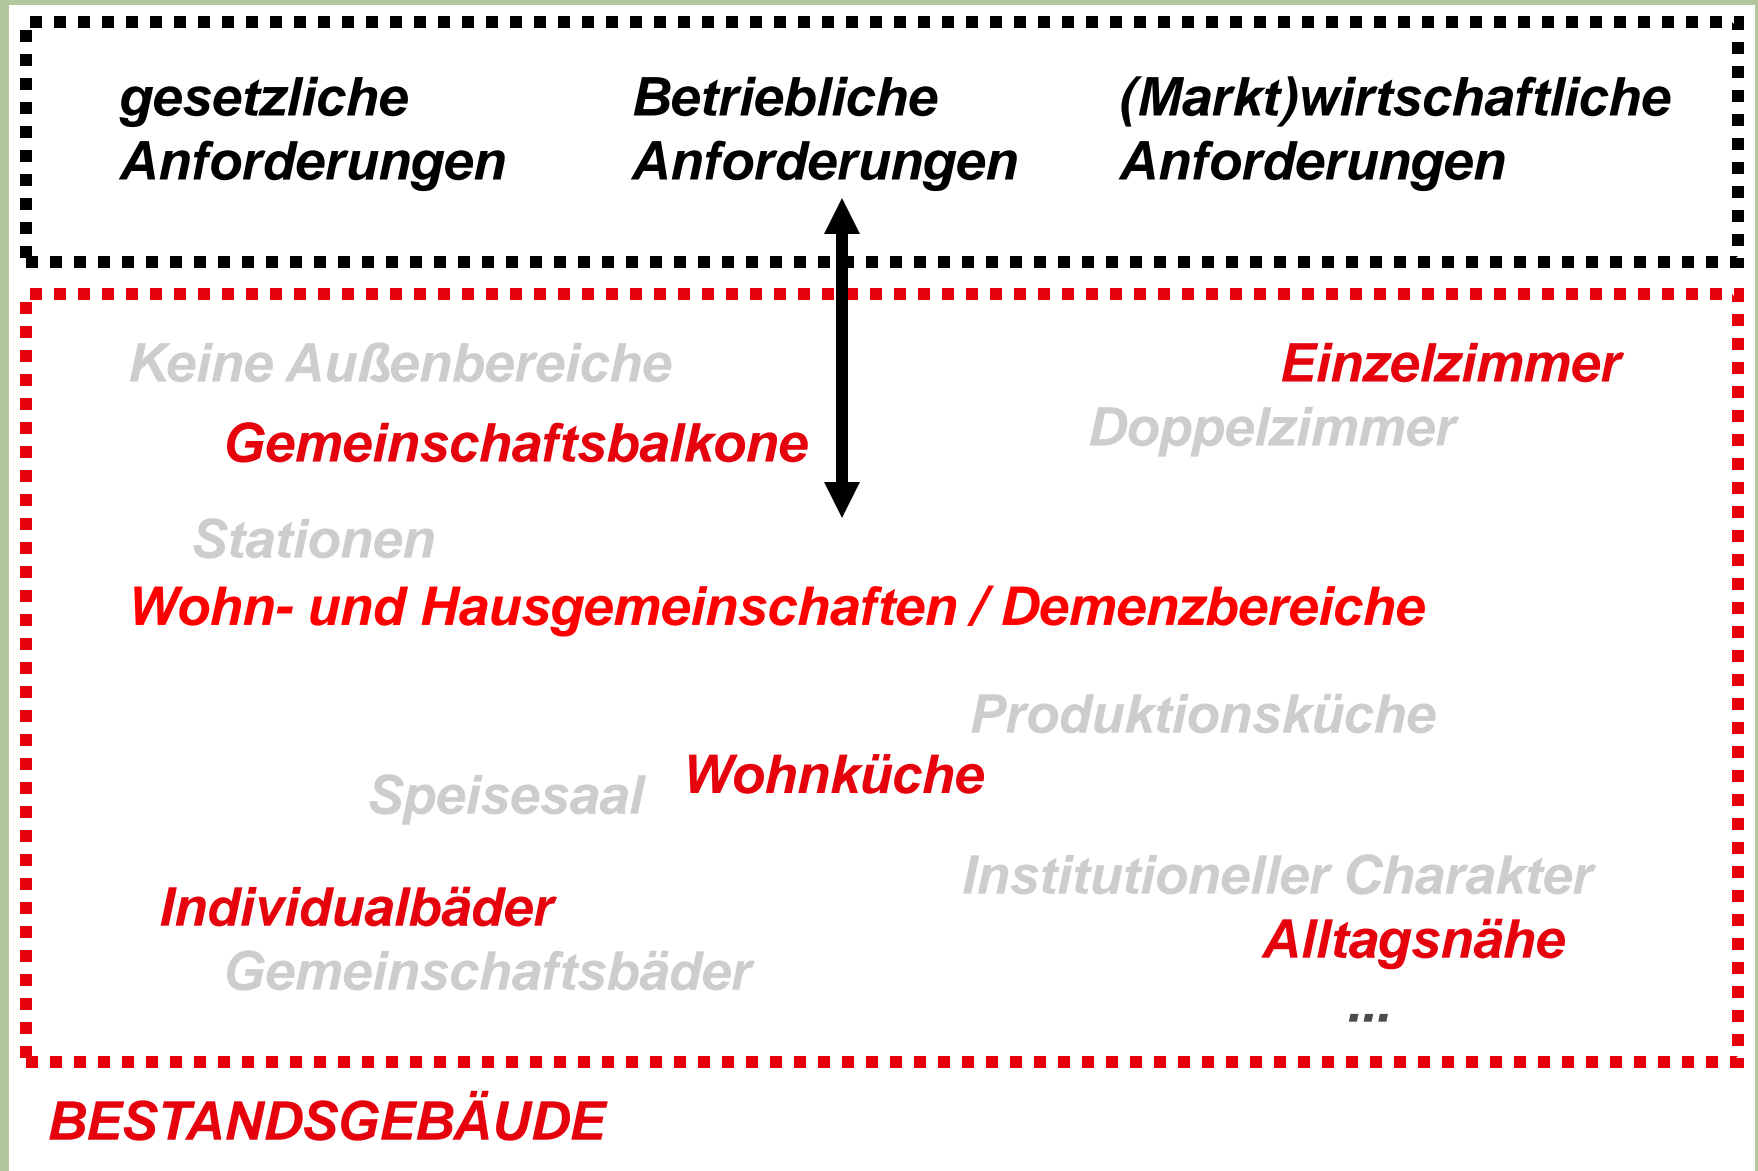 gesetzliche
Anforderungen
Betriebliche
Anforderungen
(Markt)wirtschaftliche
Anforderungen
Keine Außenbereiche
Einzelzimmer
Gemeinschaftsbalkone
Doppelzimmer
Stationen
Wohn- und Hausgemeinschaften / Demenzbereiche
Produktionsküche
Wohnküche
Speisesaal
Institutioneller Charakter
Individualbäder
Alltagsnähe
Gemeinschaftsbäder
...
BESTANDSGEBÄUDE